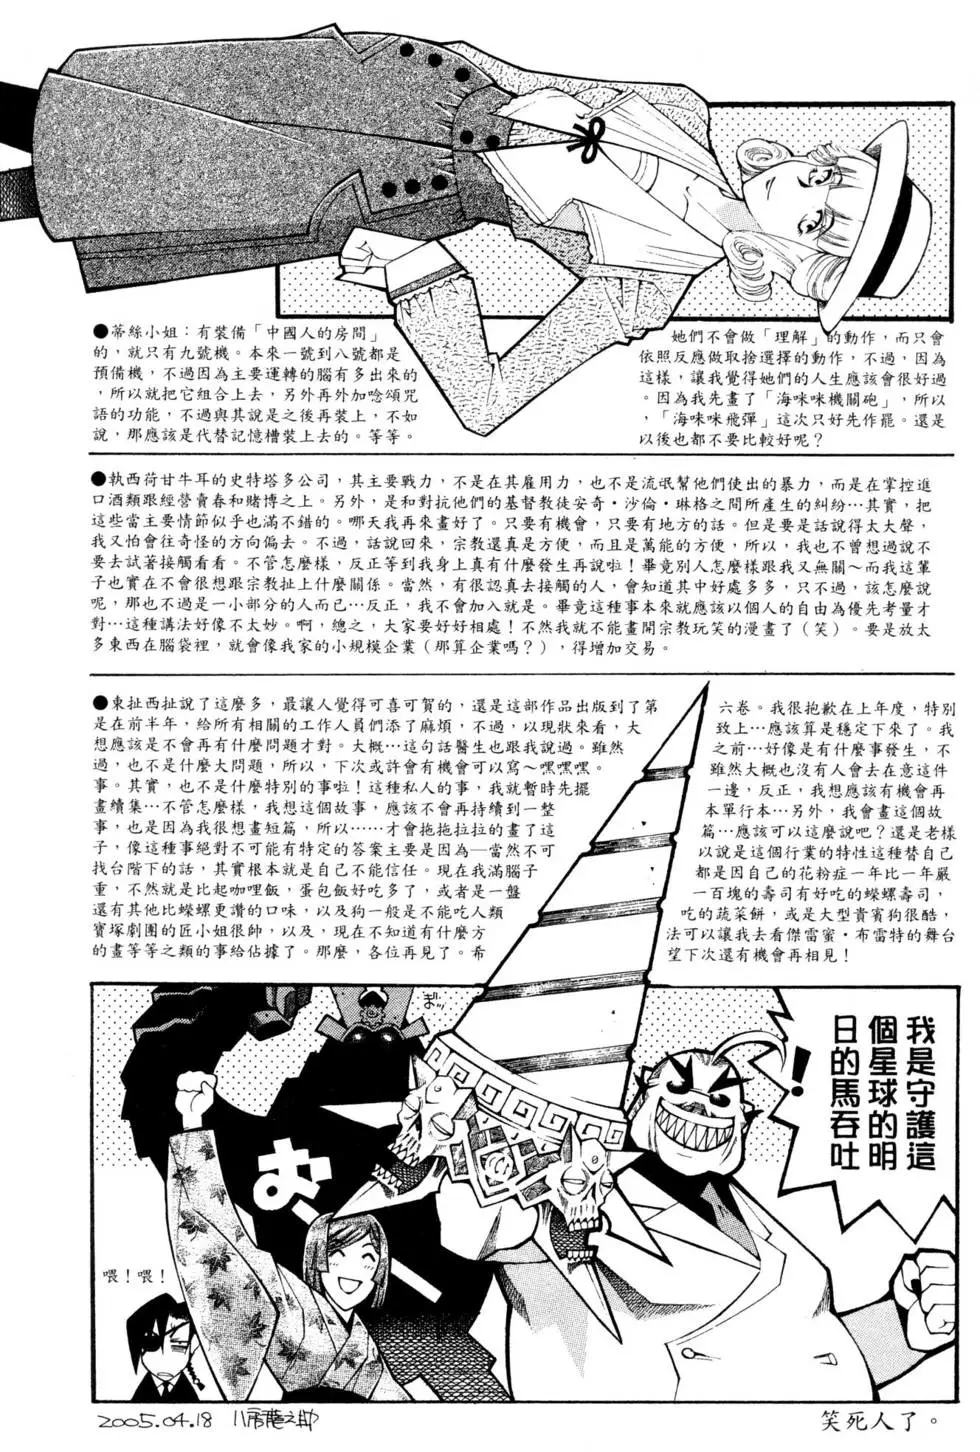 ●蒂絲小姐：有裝備「中國人的房間」
的，就只有九號機。本來一號到八號都是
預備機，不過因為主要運轉的腦有多出來的
，所以就把它組合上去，另外再外加唸頌咒
語的功能，不過與其說是之後再裝上，不如
說，那應該是代替記憶槽裝上去的。等等。
她們不會做「理解」的動作，而只會
依照反應做取捨選擇的動作，不過，因為
這樣，讓我覺得她們的人生應該會很好過
。因為我先畫了「海咪咪機關砲」，所以，
「海咪咪飛彈」這次只好先作罷。還是
以後也都不要比較好呢？
●執西荷甘牛耳的史特塔多公司，其主要戰力，不是在其雇用力，也不是流氓幫他們使出的暴力，而是在掌控進
口酒類跟經營賣春和賭博之上。另外，是和對抗他們的基督教徒安奇・沙倫・琳格之間所產生的糾紛…其實，把
這些當主要情節似乎也滿不錯的。哪天我再來畫好了。只要有機會，只要有地方的話。但是要是話說得太大聲，
我又怕會往奇怪的方向偏去。不過，話說回來，宗教還真是方便，而且是萬能的方便，所以，我也不曾想過說不
要去試著接觸看看。不管怎麼樣，反正等到我身上真有什麼發生再說啦！畢竟別人怎麼樣跟我又無關～而我這輩
子也實在不會很想跟宗教扯上什麼關係。當然，有很認真去接觸的人，會知道其中好處多多，只不過，該怎麼說
呢，那也不過是一小部分的人而已…反正，我不會加入就是。畢竟這種事本來就應該以個人的自由為優先考量才
對…這種講法好像不太妙。啊，總之，大家要好好相處！不然我就不能畫開宗教玩笑的漫畫了（笑）。要是放太
多東西在腦袋裡，就會像我家的小規模企業（那算企業嗎？），得增加交易。
●東扯西扯說了這麼多，最讓人覺得可喜可賀的，還是這部作品出版到了第六卷。我很抱歉在上年度，特別
是在前半年，給所有相關的工作人員們添了麻煩，不過，以現狀來看，大致上…應該算是穩定下來了。我
想應該是不會再有什麼問題才對。大概…這句話醫生也跟我說過。雖然之前…好像是有什麼事發生，不
過，也不是什麼大問題，所以，下次或許會有機會可以寫～嘿嘿嘿。雖然大概也沒有人會去在意這件
事。其實，也不是什麼特別的事啦！這種私人的事，我就暫時先擺一邊，反正，我想應該有機會再
畫續集…不管怎麼樣，我想這個故事，應該不會再持續到一整本單行本…另外，我會畫這個故
事，也是因為我很想畫短篇，所以……才會拖拖拉拉的畫了這篇…應該可以這麼說吧？還是老樣
子，像這種事絕對不可能有特定的答案主要是因為—當然不可以說是這個行業的特性這種替自己
找台階下的話，其實根本就是自己不能信任。現在我滿腦子都是因自己的花粉症一年比一年嚴
重，不然就是比起咖哩飯，蛋包飯好吃多了，或者是一盤一百塊的壽司有好吃的蠑螺壽司，
還有其他比蠑螺更讚的口味，以及狗一般是不能吃人類吃的蔬菜餅，或是大型貴賓狗很酷，
寶塚劇團的匠小姐很帥，以及，現在不知道有什麼方法可以讓我去看傑雷蜜・布雷特的舞台
的畫等等之類的事給佔據了。那麼，各位再見了。希望下次還有機會再相見！
我是守護這
個星球的明
日的馬吞吐
！
お
喂！喂！
2005.04.18 八房龍之助
笑死人了。